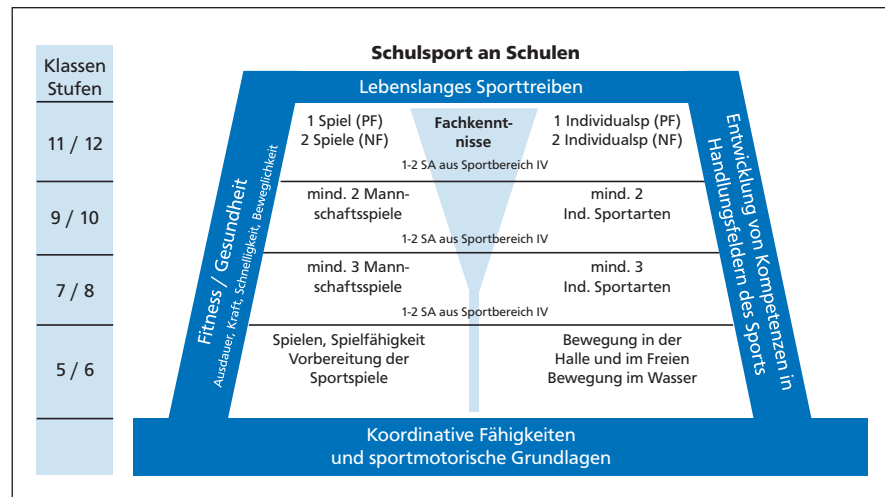 Schulsport an Schulen
Klassen
Stufen
Lebenslanges Sporttreiben
11 / 12
1 Spiel (PF)
2 Spiele (NF)
Fachkennt-
nisse
1 Individualsp (PF)
2 Individualsp (NF)
1-2 SA aus Sportbereich IV
9 / 10
mind. 2 Mann-
schaftsspiele
mind. 2
Ind. Sportarten
1-2 SA aus Sportbereich IV
7 / 8
mind. 3 Mann-
schaftsspiele
mind. 3
Ind. Sportarten
1-2 SA aus Sportbereich IV
5 / 6
Spielen, Spielfähigkeit
Vorbereitung der
Sportspiele
Bewegung in der
Halle und im Freien
Bewegung im Wasser
Fitness / Gesundheit
Ausdauer, Kraft, Schnelligkeit, Beweglichkeit
Entwicklung von Kompetenzen in
Handlungsfeldern des Sports
Koordinative Fähigkeiten
und sportmotorische Grundlagen